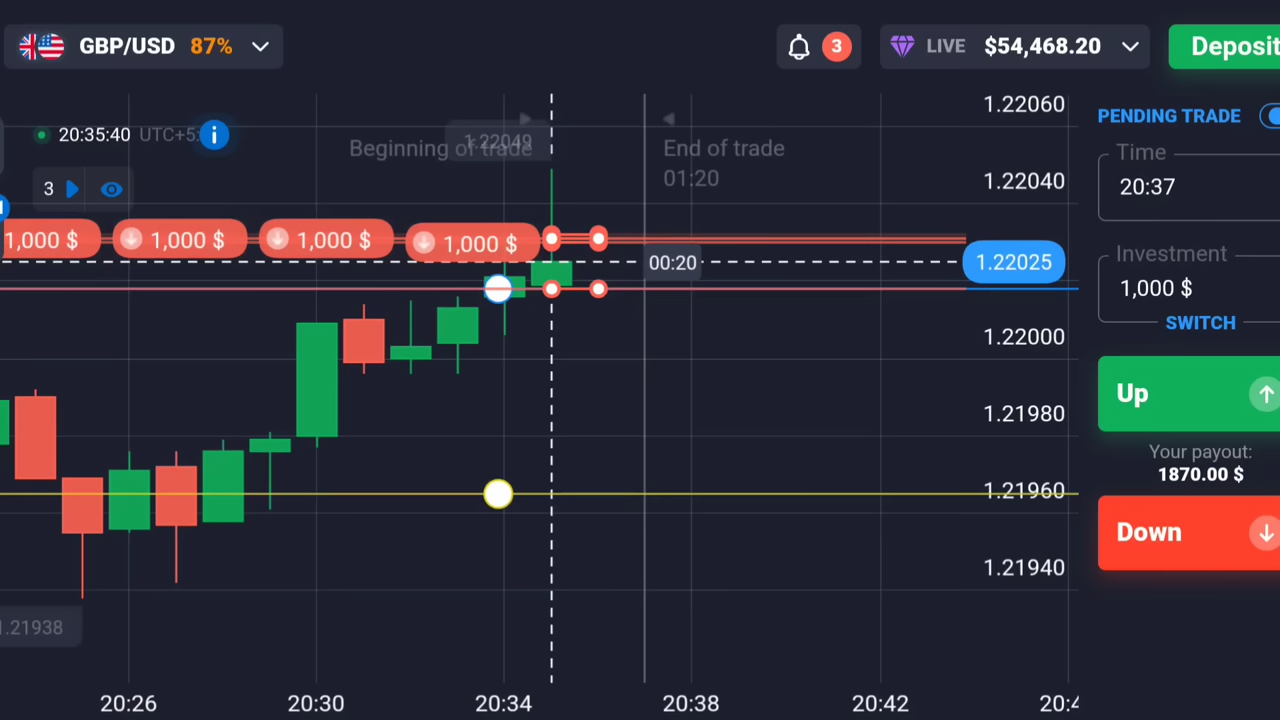 GBP/USD 87%
3
LIVE $54,468.20
Deposit
20:35:40 UTC+5:
3
Beginning of trade
1.22049
End of trade
01:20
1,000 $
1,000 $
1,000 $
1,000 $
00:20
1.22025
1.22060
1.22040
1.22000
1.21980
1.21960
1.21940
1.21938
20:26
20:30
20:34
20:38
20:42
20:4
PENDING TRADE
Time
20:37
Investment
1,000 $
SWITCH
Up
Your payout:
1870.00 $
Down